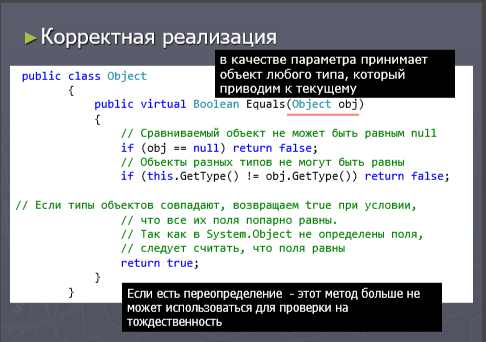 Корректная реализация
в качестве параметра принимает
объект любого типа, который
приводим к текущему
public class Object
{
public virtual Boolean Equals(Object obj)
{
// Сравниваемый объект не может быть равным null
if (obj == null) return false;
// Объекты разных типов не могут быть равны
if (this.GetType() != obj.GetType()) return false;
// Если типы объектов совпадают, возвращаем true при условии,
// что все их поля попарно равны.
// Так как в System.Object не определены поля,
// следует считать, что поля равны
return true;
}
}
Если есть переопределение - этот метод больше не
может использоваться для проверки на
тождественность